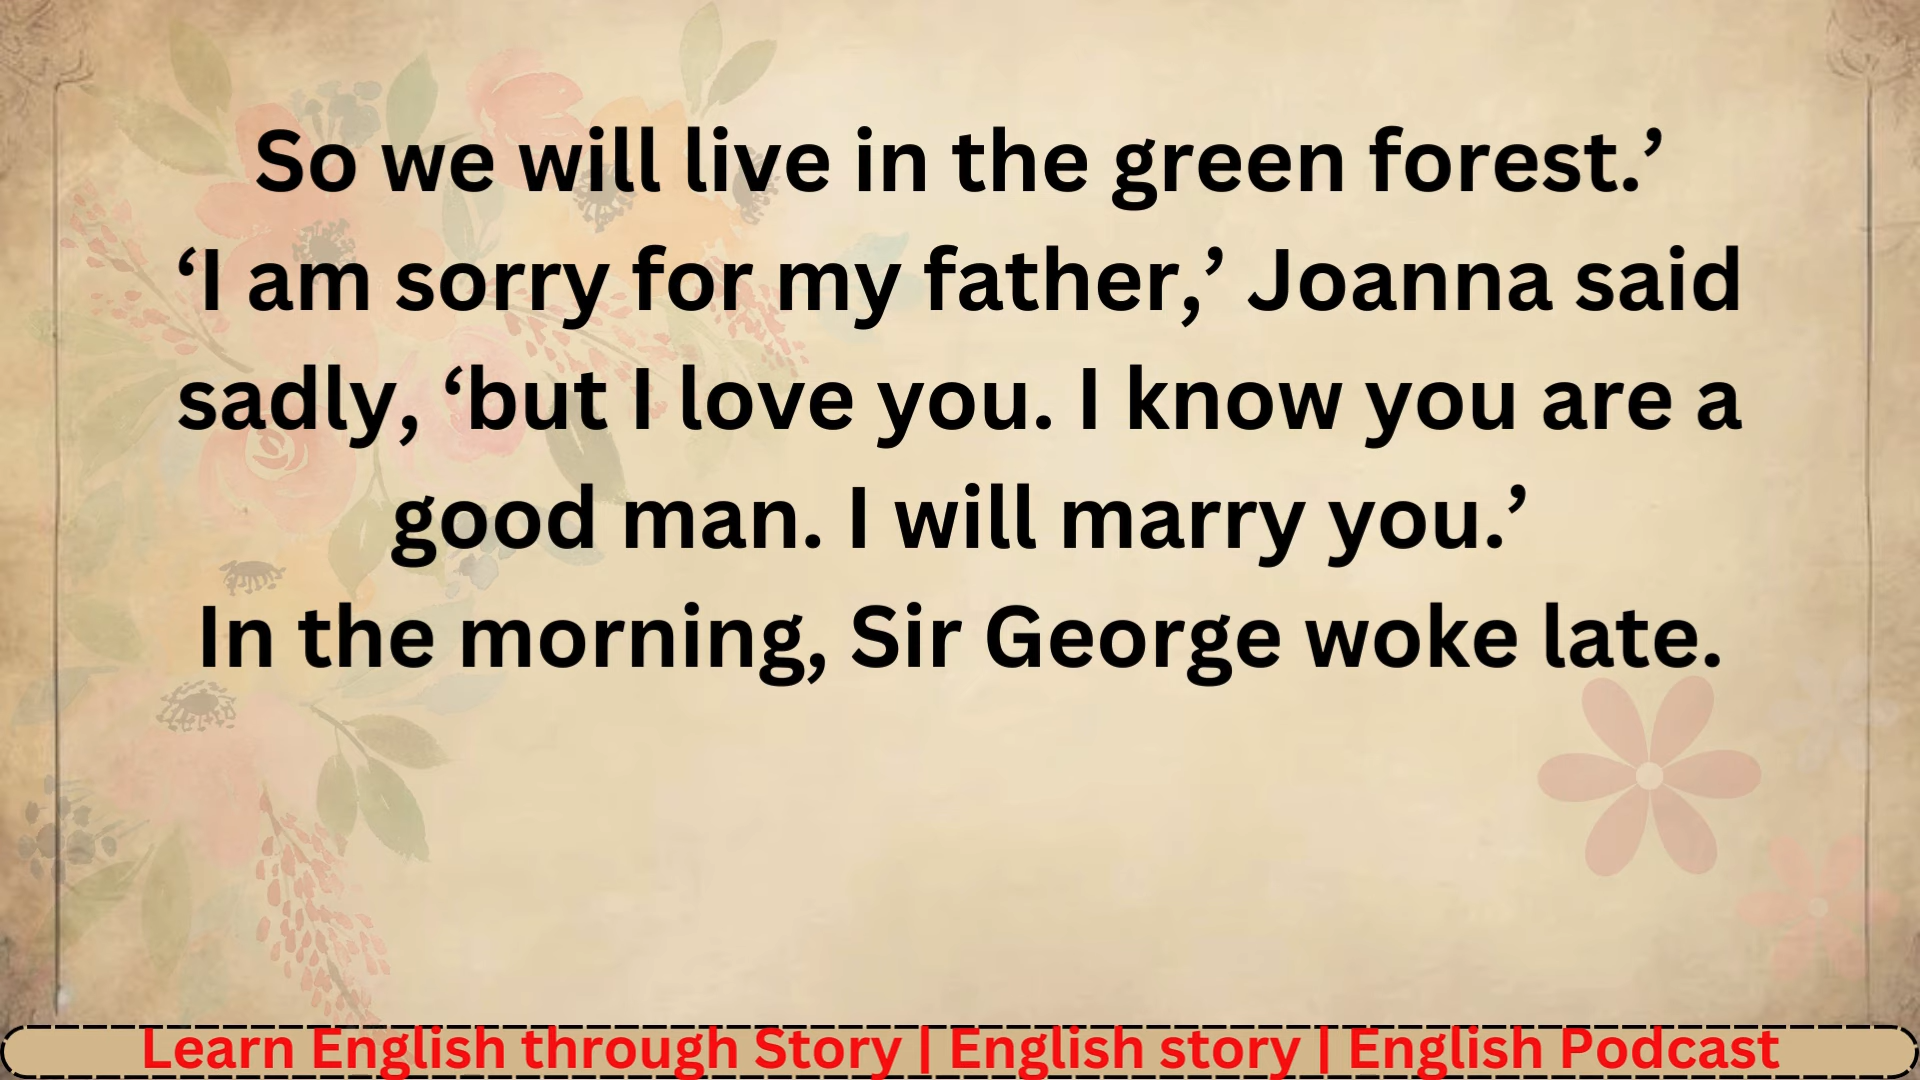 So we will live in the green forest.’
‘I am sorry for my father,’ Joanna said
sadly, ‘but I love you. I know you are a
good man. I will marry you.’
In the morning, Sir George woke late.
Learn English through Story | English story | English Podcast